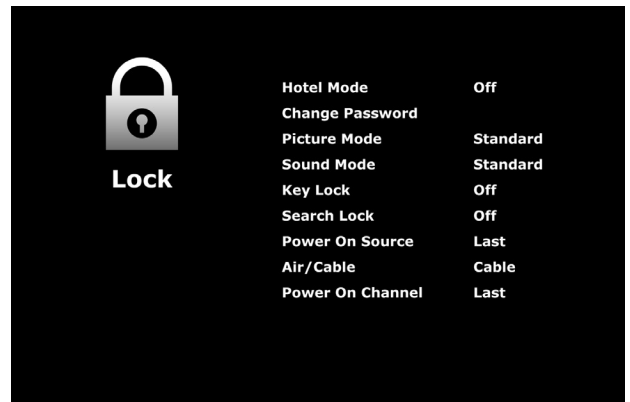 Lock
Hotel Mode Off
Change Password
Picture Mode Standard
Sound Mode Standard
Key Lock Off
Search Lock Off
Power On Source Last
Air/Cable Cable
Power On Channel Last